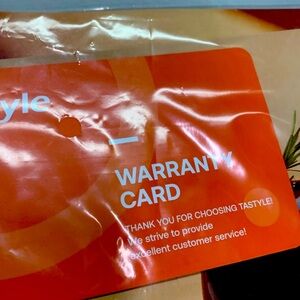 yle
WARRANTY
CARD
THANK YOU FOR CHOOSING TASTYLE!
We strive to provide
excellent customer service!